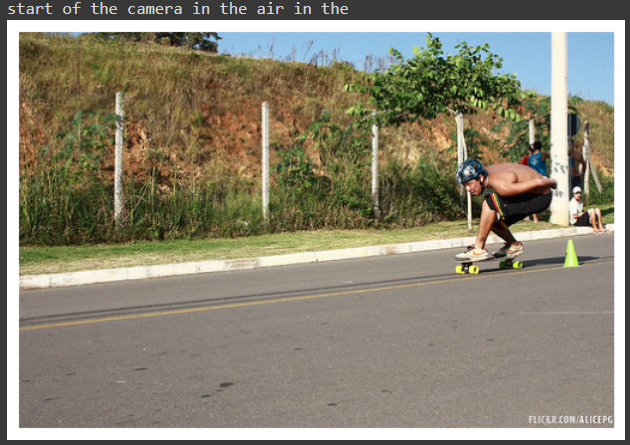 start of the camera in the air in the
FLICKR.COM/ALICEPG